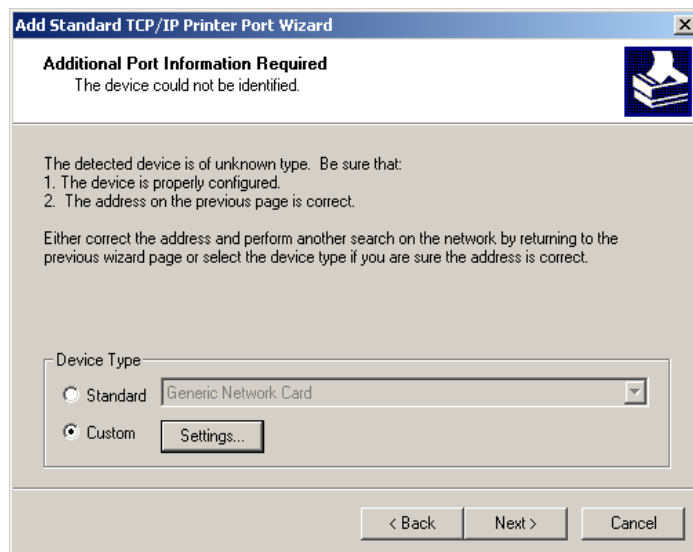 Add Standard TCP/IP Printer Port Wizard
Additional Port Information Required
The device could not be identified.
The detected device is of unknown type.  Be sure that:
1. The device is properly configured.
2.  The address on the previous page is correct.
Either correct the address and perform another search on the network by returning to the
previous wizard page or select the device type if you are sure the address is correct.
Device Type
Standard Generic Network Card
Custom Settings...
< Back Next > Cancel